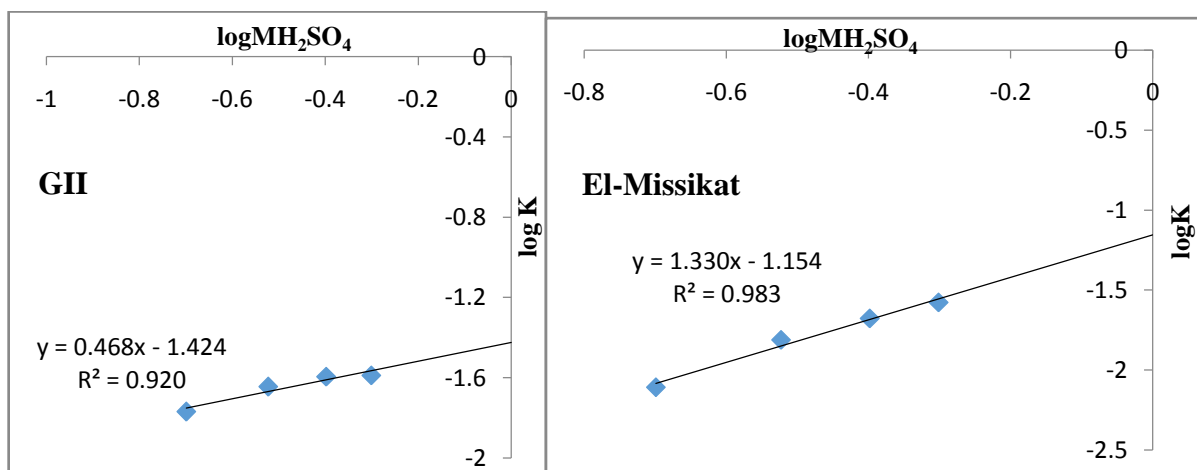 logMH₂SO₄
0
-1
-0.8
-0.6
-0.4
-0.2
0
-0.4
GII
-0.8
log K
-1.2
y = 0.468x - 1.424
R² = 0.920
-1.6
-2
logMH₂SO₄
0
-0.8
-0.6
-0.4
-0.2
0
-0.5
El-Missikat
-1
logK
y = 1.330x - 1.154
R² = 0.983
-1.5
-2
-2.5